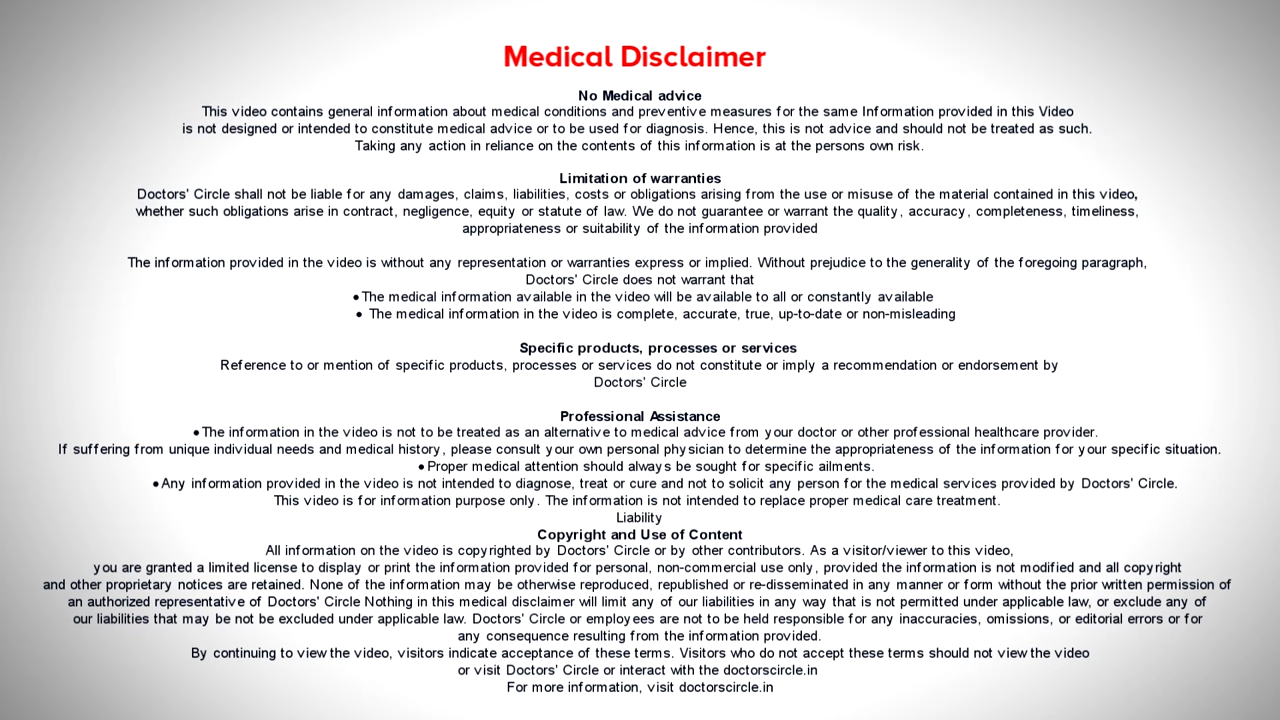 Medical Disclaimer
No Medical advice
This video contains general information about medical conditions and preventive measures for the same Information provided in this Video
is not designed or intended to constitute medical advice or to be used for diagnosis. Hence, this is not advice and should not be treated as such.
Taking any action in reliance on the contents of this information is at the persons own risk.
Limitation of warranties
Doctors' Circle shall not be liable for any damages, claims, liabilities, costs or obligations arising from the use or misuse of the material contained in this video,
whether such obligations arise in contract, negligence, equity or statute of law. We do not guarantee or warrant the quality, accuracy, completeness, timeliness,
appropriateness or suitability of the information provided
The information provided in the video is without any representation or warranties express or implied. Without prejudice to the generality of the foregoing paragraph,
Doctors' Circle does not warrant that
•The medical information available in the video will be available to all or constantly available
• The medical information in the video is complete, accurate, true, up-to-date or non-misleading
Specific products, processes or services
Reference to or mention of specific products, processes or services do not constitute or imply a recommendation or endorsement by
Doctors' Circle
Professional Assistance
•The information in the video is not to be treated as an alternative to medical advice from your doctor or other professional healthcare provider.
If suffering from unique individual needs and medical history, please consult your own personal physician to determine the appropriateness of the information for your specific situation.
•Proper medical attention should always be sought for specific ailments.
•Any information provided in the video is not intended to diagnose, treat or cure and not to solicit any person for the medical services provided by Doctors' Circle.
This video is for information purpose only. The information is not intended to replace proper medical care treatment.
Liability
Copyright and Use of Content
All information on the video is copyrighted by Doctors' Circle or by other contributors. As a visitor/viewer to this video,
you are granted a limited license to display or print the information provided for personal, non-commercial use only, provided the information is not modified and all copyright
and other proprietary notices are retained. None of the information may be otherwise reproduced, republished or re-disseminated in any manner or form without the prior written permission of
an authorized representative of Doctors' Circle Nothing in this medical disclaimer will limit any of our liabilities in any way that is not permitted under applicable law, or exclude any of
our liabilities that may be not be excluded under applicable law. Doctors' Circle or employees are not to be held responsible for any inaccuracies, omissions, or editorial errors or for
any consequence resulting from the information provided.
By continuing to view the video, visitors indicate acceptance of these terms. Visitors who do not accept these terms should not view the video
or visit Doctors' Circle or interact with the doctorscircle.in
For more information, visit doctorscircle.in